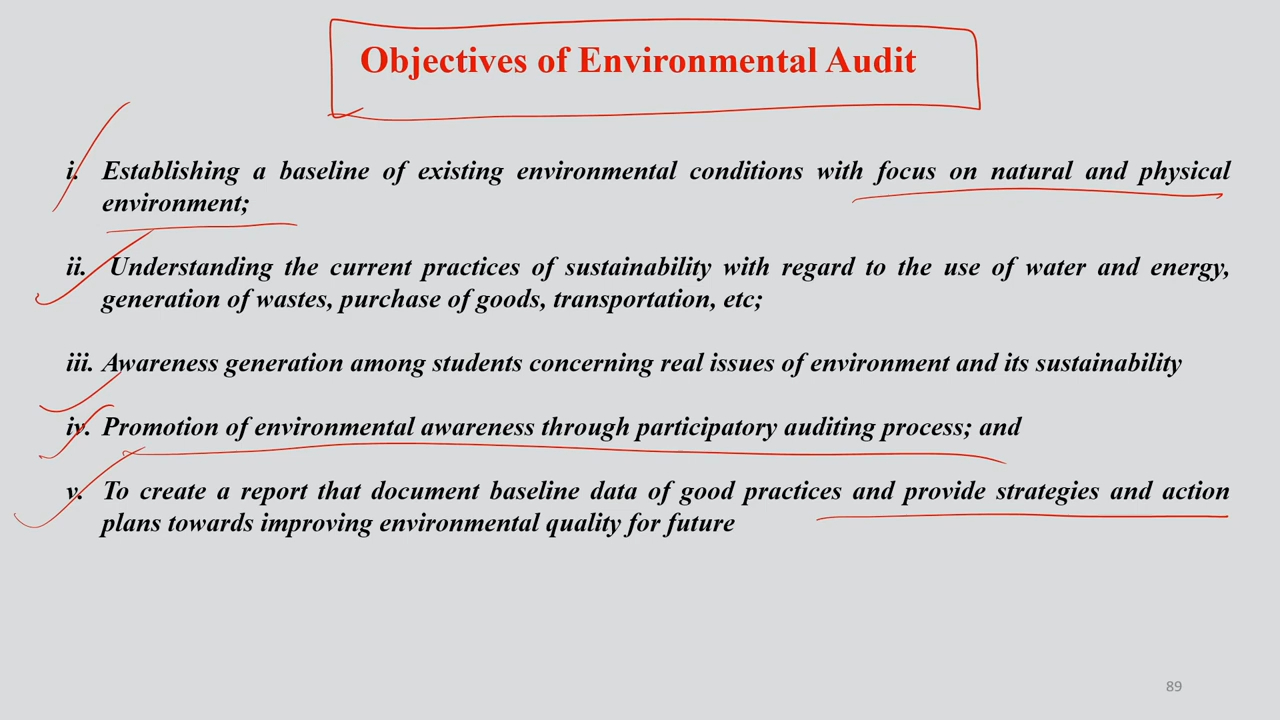 Objectives of Environmental Audit
i. Establishing a baseline of existing environmental conditions with focus on natural and physical
environment;
ii. Understanding the current practices of sustainability with regard to the use of water and energy,
generation of wastes, purchase of goods, transportation, etc;
iii. Awareness generation among students concerning real issues of environment and its sustainability
iv. Promotion of environmental awareness through participatory auditing process; and
v. To create a report that document baseline data of good practices and provide strategies and action
plans towards improving environmental quality for future
89